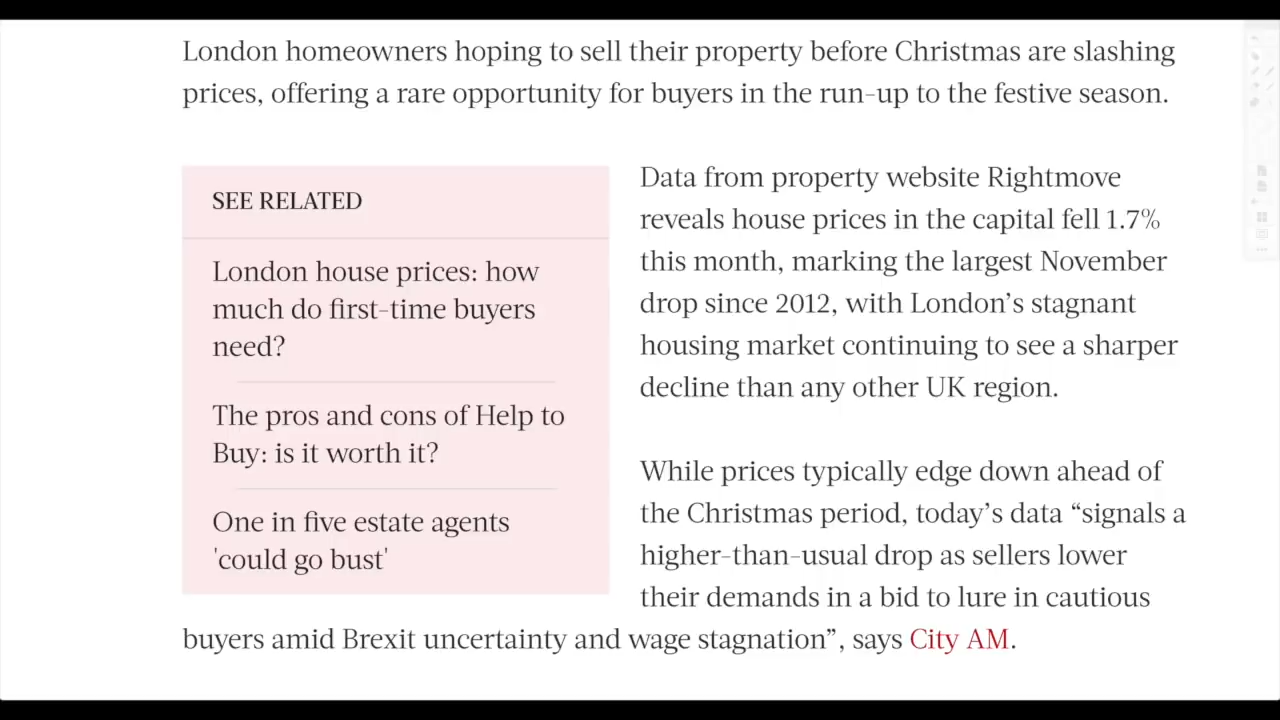 London homeowners hoping to sell their property before Christmas are slashing
prices, offering a rare opportunity for buyers in the run-up to the festive season.
SEE RELATED
London house prices: how
much do first-time buyers
need?
The pros and cons of Help to
Buy: is it worth it?
One in five estate agents
'could go bust'
Data from property website Rightmove
reveals house prices in the capital fell 1.7%
this month, marking the largest November
drop since 2012, with London’s stagnant
housing market continuing to see a sharper
decline than any other UK region.
While prices typically edge down ahead of
the Christmas period, today’s data “signals a
higher-than-usual drop as sellers lower
their demands in a bid to lure in cautious
buyers amid Brexit uncertainty and wage stagnation”, says City AM.